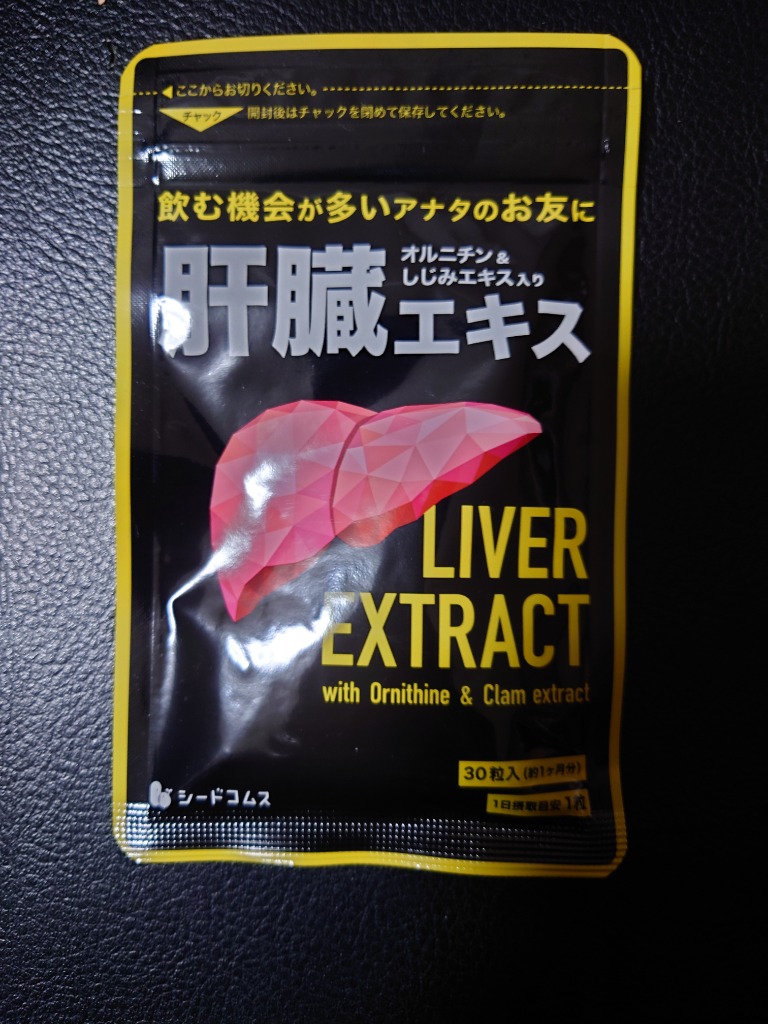 ◀ここからお切りください。
チャック
開封後はチャックを閉めて保存してください。
飲む機会が多いアナタのお友に
肝臓エキス
オルニチン&
しじみエキス入り
LIVER
EXTRACT
with Ornithine & Clam extract
30粒入(約1ヶ月分)
1日摂取目安1粒
シードコムス